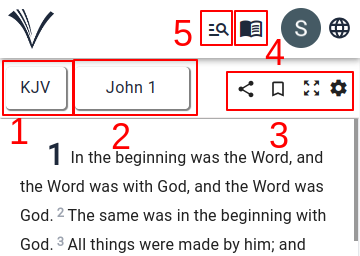 5 4 S
KJV John 1
1 2 3
1 In the beginning was the Word, and
the Word was with God, and the Word was
God. 2 The same was in the beginning with
God. 3 All things were made by him; and